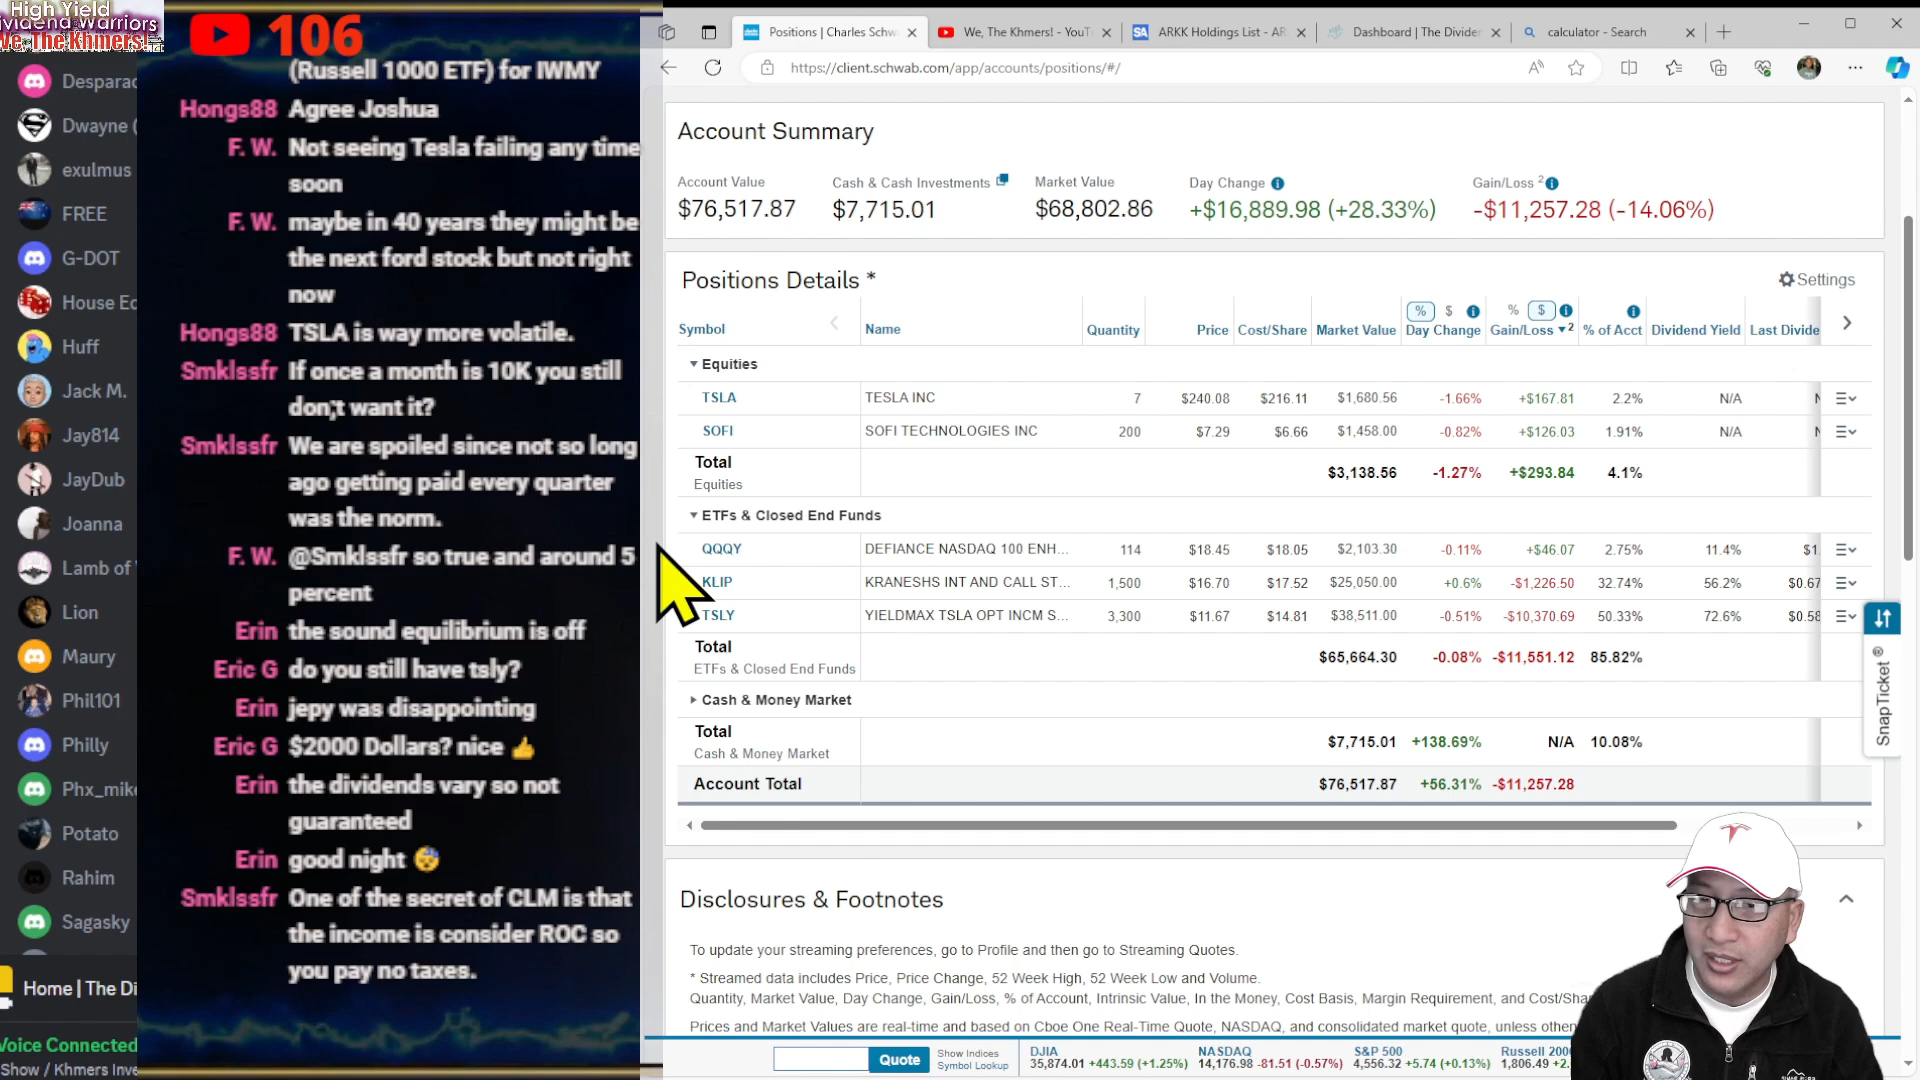 High Yield
Dividend Warriors
We, The Khmers!
106
Desparac
Dwayne (
exulmus
FREE
G-DOT
House Ed
Huff
Jack M.
Jay814
JayDub
Joanna
Lamb of
Lion
Maury
Phil101
Philly
Phx_mike
Potato
Rahim
Sagasky
Home | The Di
Voice Connected
Show / Khmers Inve
(Russell 1000 ETF) for IWMY
Hongs88 Agree Joshua
F. W. Not seeing Tesla failing any time
soon
F. W. maybe in 40 years they might be
the next ford stock but not right
now
Hongs88 TSLA is way more volatile.
Smklssfr If once a month is 10K you still
don;t want it?
Smklssfr We are spoiled since not so long
ago getting paid every quarter
was the norm.
F. W. @Smklssfr so true and around 5
percent
Erin the sound equilibrium is off
Eric G do you still have tsly?
Erin jepy was disappointing
Eric G $2000 Dollars? nice 👍
Erin the dividends vary so not
guaranteed
Erin good night 😴
Smklssfr One of the secret of CLM is that
the income is consider ROC so
you pay no taxes.
Positions | Charles Schw
We, The Khmers! - YouT
SA ARKK Holdings List - AR
Dashboard | The Divide
calculator - Search
https://client.schwab.com/app/accounts/positions/#/
Account Summary
Account Value Cash & Cash Investments Market Value Day Change Gain/Loss 2
$76,517.87 $7,715.01 $68,802.86 +$16,889.98 (+28.33%) -$11,257.28 (-14.06%)
Positions Details *
Settings
% $ % $
Symbol Name Quantity Price Cost/Share Market Value Day Change Gain/Loss 2 % of Acct Dividend Yield Last Divide
Equities
TSLA TESLA INC 7 $240.08 $216.11 $1,680.56 -1.66% +$167.81 2.2% N/A N
SOFI SOFI TECHNOLOGIES INC 200 $7.29 $6.66 $1,458.00 -0.82% +$126.03 1.91% N/A N
Total
Equities
$3,138.56 -1.27% +$293.84 4.1%
ETFs & Closed End Funds
QQQY DEFIANCE NASDAQ 100 ENH... 114 $18.45 $18.05 $2,103.30 -0.11% +$46.07 2.75% 11.4% $1.
KLIP KRANESHS INT AND CALL ST... 1,500 $16.70 $17.52 $25,050.00 +0.6% -$1,226.50 32.74% 56.2% $0.67
TSLY YIELDMAX TSLA OPT INCM S... 3,300 $11.67 $14.81 $38,511.00 -0.51% -$10,370.69 50.33% 72.6% $0.58
Total
ETFs & Closed End Funds
$65,664.30 -0.08% -$11,551.12 85.82%
Cash & Money Market
Total
Cash & Money Market
$7,715.01 +138.69% N/A 10.08%
Account Total $76,517.87 +56.31% -$11,257.28
SnapTicket ®
Disclosures & Footnotes
To update your streaming preferences, go to Profile and then go to Streaming Quotes.
* Streamed data includes Price, Price Change, 52 Week High, 52 Week Low and Volume.
Quantity, Market Value, Day Change, Gain/Loss, % of Account, Intrinsic Value, In the Money, Cost Basis, Margin Requirement, and Cost/Sha
Prices and Market Values are real-time and based on Cboe One Real-Time Quote, NASDAQ, and consolidated market quote, unless other
Quote
Show Indices
Symbol Lookup
DJIA
35,874.01 +443.59 (+1.25%)
NASDAQ
14,176.98 -81.51 (-0.57%)
S&P 500
4,556.32 +5.74 (+0.13%)
Russell 200
1,806.49 +2.